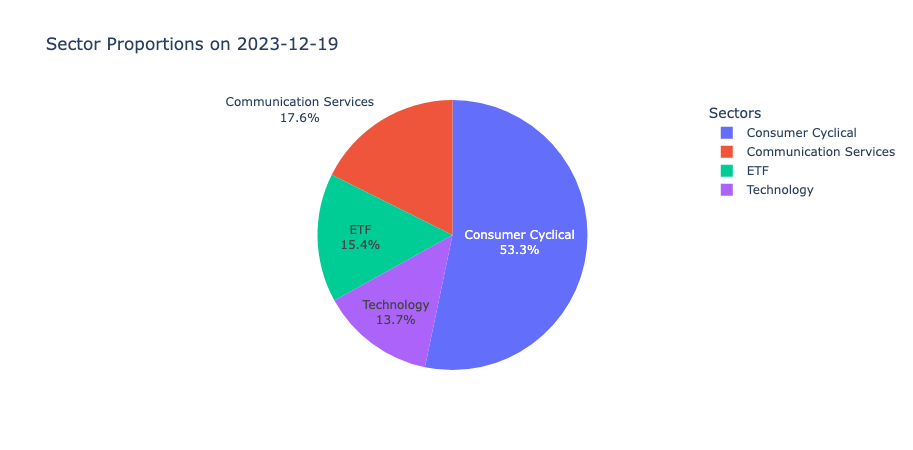 Sector Proportions on 2023-12-19
Communication Services
17.6%
ETF
15.4%
Technology
13.7%
Consumer Cyclical
53.3%
Sectors
Consumer Cyclical
Communication Services
ETF
Technology